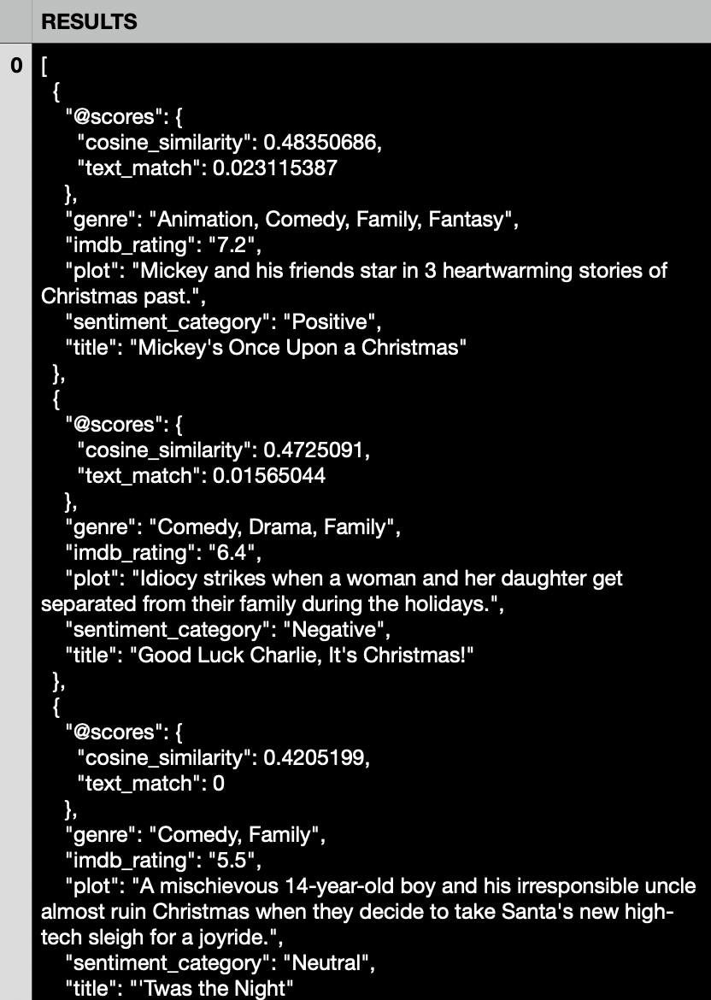 RESULTS
0 [
{
"@scores": {
"cosine_similarity": 0.48350686,
"text_match": 0.023115387
},
"genre": "Animation, Comedy, Family, Fantasy",
"imdb_rating": "7.2",
"plot": "Mickey and his friends star in 3 heartwarming stories of
Christmas past.",
"sentiment_category": "Positive",
"title": "Mickey's Once Upon a Christmas"
},
{
"@scores": {
"cosine_similarity": 0.4725091,
"text_match": 0.01565044
},
"genre": "Comedy, Drama, Family",
"imdb_rating": "6.4",
"plot": "Idiocy strikes when a woman and her daughter get
separated from their family during the holidays.",
"sentiment_category": "Negative",
"title": "Good Luck Charlie, It's Christmas!"
},
{
"@scores": {
"cosine_similarity": 0.4205199,
"text_match": 0
},
"genre": "Comedy, Family",
"imdb_rating": "5.5",
"plot": "A mischievous 14-year-old boy and his irresponsible uncle
almost ruin Christmas when they decide to take Santa's new high-
tech sleigh for a joyride.",
"sentiment_category": "Neutral",
"title": "'Twas the Night"